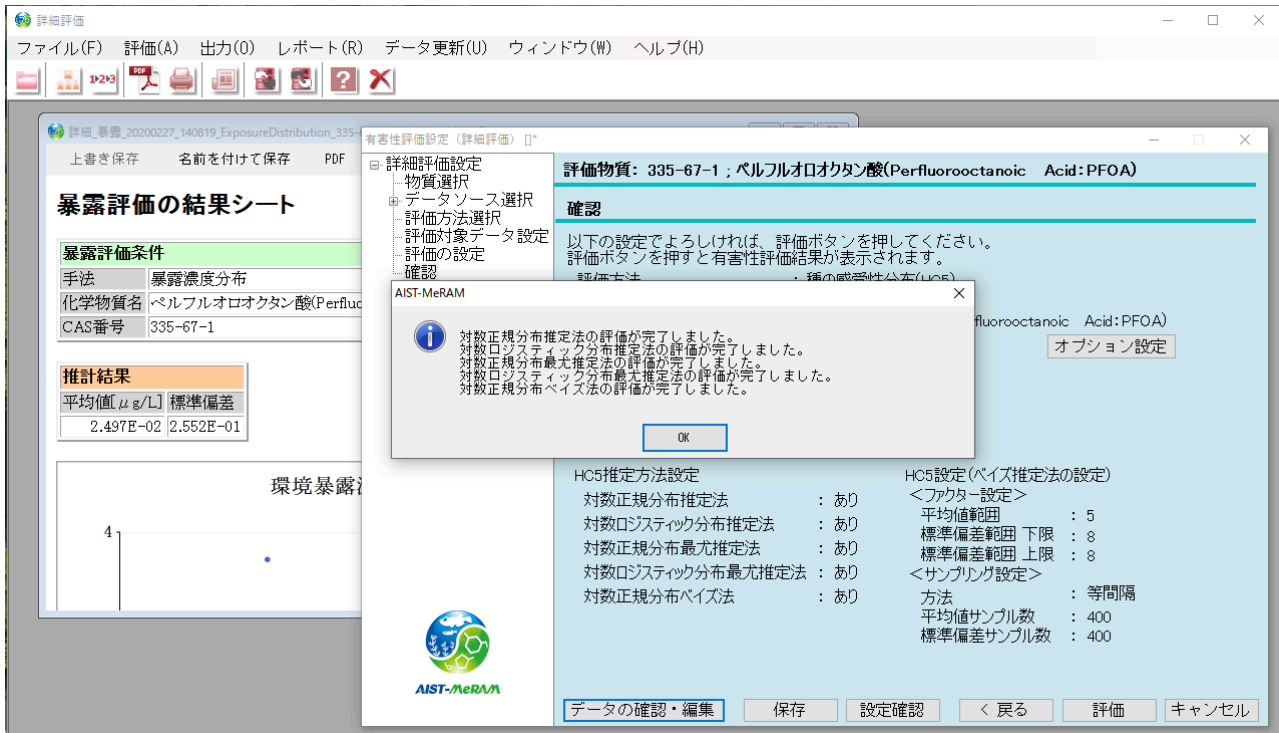 詳細評価
ファイル(F) 評価(A) 出力(O) レポート(R) データ更新(U) ウィンドウ(W) ヘルプ(H)
1▸2▸3
PDF
詳細_暴露_20200227_140819_ExposureDistribution_335-
上書き保存 名前を付けて保存 PDF
暴露評価の結果シート
暴露評価条件
手法 暴露濃度分布
化学物質名 ペルフルオロオクタン酸(Perfluo
CAS番号 335-67-1
推計結果
平均値[μg/L] 標準偏差
2.497E-02 2.552E-01
環境暴露
4
有害性評価設定（詳細評価） []*
詳細評価設定
物質選択
データソース選択
評価方法選択
評価対象データ設定
評価の設定
確認
AIST-MeRAM
評価物質: 335-67-1 ; ペルフルオロオクタン酸(Perfluorooctanoic Acid:PFOA)
確認
以下の設定でよろしければ、評価ボタンを押してください。
評価ボタンを押すと有害性評価結果が表示されます。
評価方法 : 種の感受性分布(HC5)
fluorooctanoic Acid:PFOA)
オプション設定
AIST-MeRAM
対数正規分布推定法の評価が完了しました。
対数ロジスティック分布推定法の評価が完了しました。
対数正規分布最尤推定法の評価が完了しました。
対数ロジスティック分布最尤推定法の評価が完了しました。
対数正規分布ベイズ法の評価が完了しました。
OK
HC5推定方法設定
対数正規分布推定法 : あり
対数ロジスティック分布推定法 : あり
対数正規分布最尤推定法 : あり
対数ロジスティック分布最尤推定法 : あり
対数正規分布ベイズ法 : あり
HC5設定(ベイズ推定法の設定)
＜ファクター設定＞
平均値範囲 : 5
標準偏差範囲 下限 : 8
標準偏差範囲 上限 : 8
＜サンプリング設定＞
方法 : 等間隔
平均値サンプル数 : 400
標準偏差サンプル数 : 400
データの確認・編集 保存 設定確認 < 戻る 評価 キャンセル